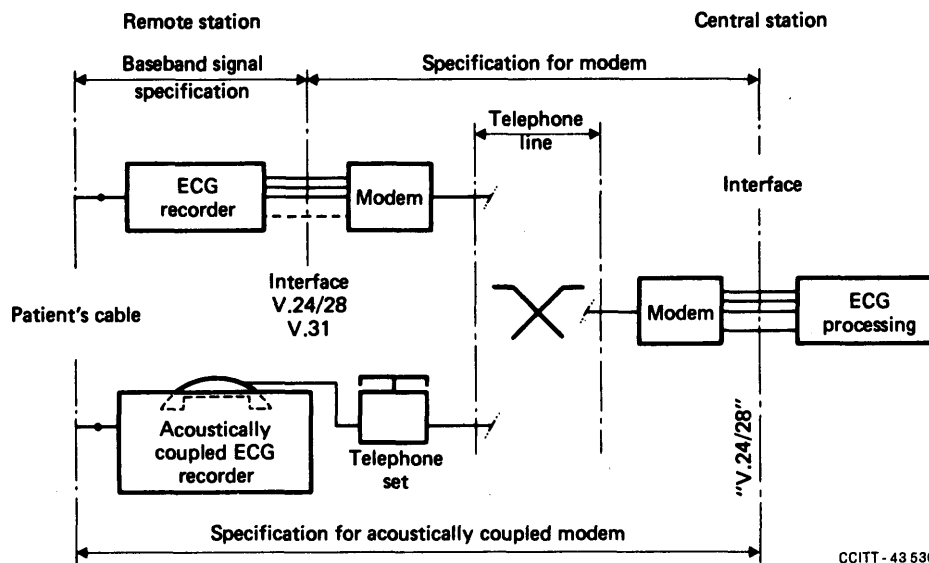 Remote station
Central station
Baseband signal
specification
Specification for modem
Telephone
line
ECG
recorder
Modem
Interface
Interface
V.24/28
V.31
Patient's cable
Modem
ECG
processing
Acoustically
coupled ECG
recorder
Telephone
set
"V.24/28"
Specification for acoustically coupled modem